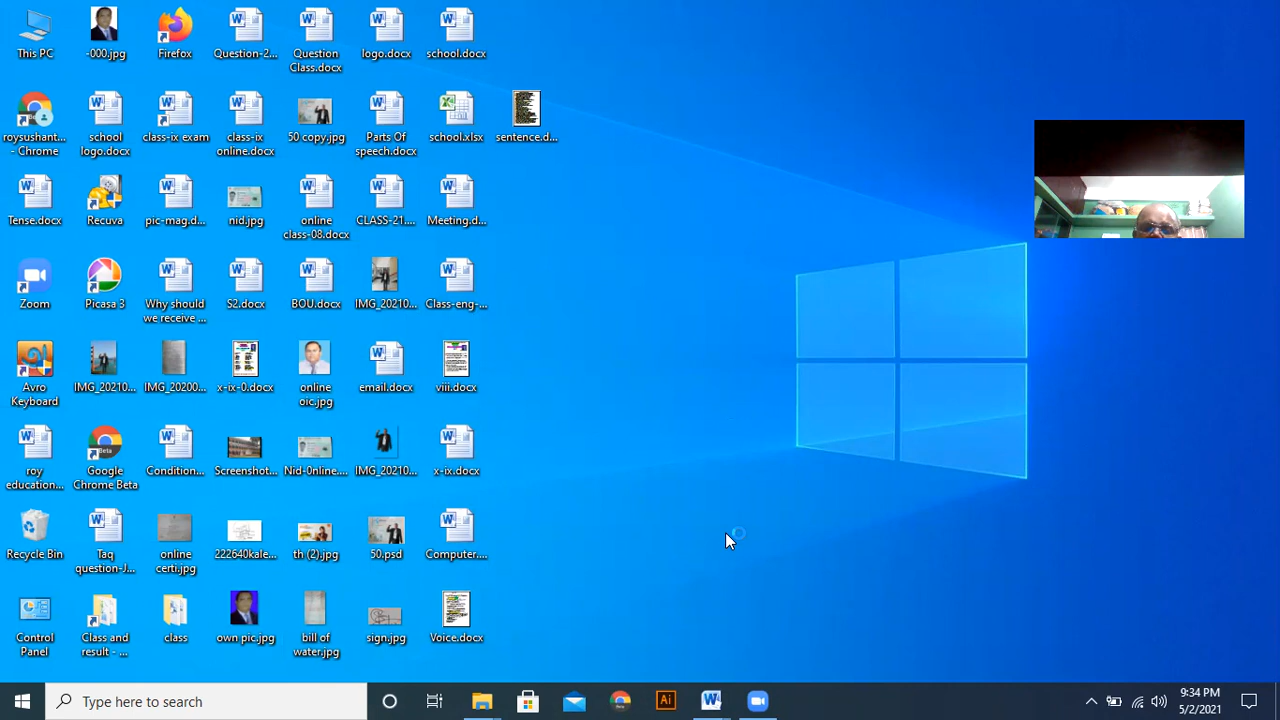 This PC
-000.jpg
Firefox
Question-2...
Question
Class.docx
logo.docx
school.docx
roysushant...
- Chrome
school
logo.docx
class-ix exam
class-ix
online.docx
50 copy.jpg
Parts Of
speech.docx
school.xlsx
sentence.d...
Tense.docx
Recuva
pic-mag.d...
nid.jpg
online
class-08.docx
CLASS-21....
Meeting.d...
Zoom
Picasa 3
Why should
we receive ...
S2.docx
BOU.docx
IMG_20210...
Class-eng-...
Avro
Keyboard
IMG_20210...
IMG_20200...
x-ix-0.docx
online
oic.jpg
email.docx
viii.docx
roy
education...
Google
Chrome Beta
Condition...
Screenshot...
Nid-0nline....
IMG_20210...
x-ix.docx
Recycle Bin
Taq
question-J...
online
certi.jpg
222640kale...
th (2).jpg
50.psd
Computer....
Control
Panel
Class and
result - ...
class
own pic.jpg
bill of
water.jpg
sign.jpg
Voice.docx
Type here to search
Ai
9:34 PM
5/2/2021